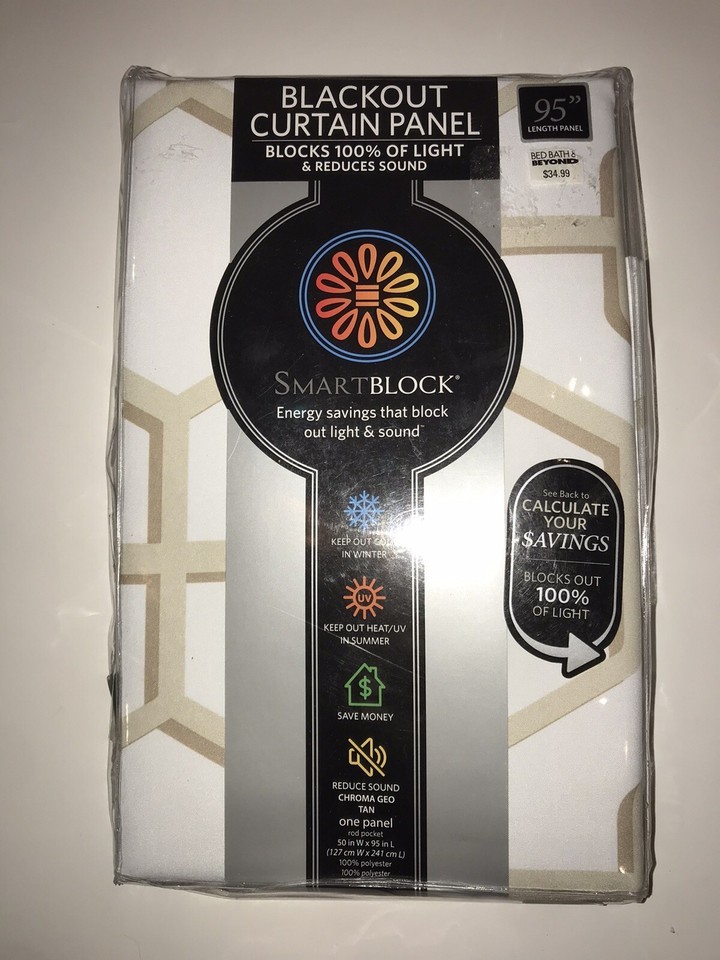 BLACKOUT
CURTAIN PANEL
BLOCKS 100% OF LIGHT
& REDUCES SOUND
95”
LENGTH PANEL
BED BATH &
BEYOND
$34.99
SMARTBLOCK®
Energy savings that block
out light & sound™
KEEP OUT COLD
IN WINTER
UV
KEEP OUT HEAT/UV
IN SUMMER
$
SAVE MONEY
REDUCE SOUND
CHROMA GEO
TAN
one panel
rod pocket
50 in W x 95 in L
(127 cm W x 241 cm L)
100% polyester
100% polyester
See Back to
CALCULATE
YOUR
$AVINGS
BLOCKS OUT
100%
OF LIGHT